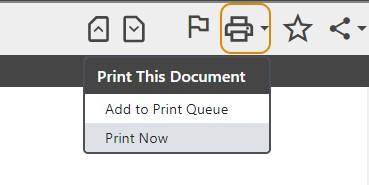 Print This Document
Add to Print Queue
Print Now